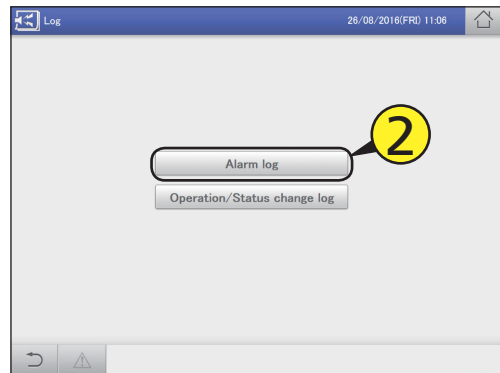 Log
26/08/2016(FRI) 11:06
2
Alarm log
Operation/Status change log